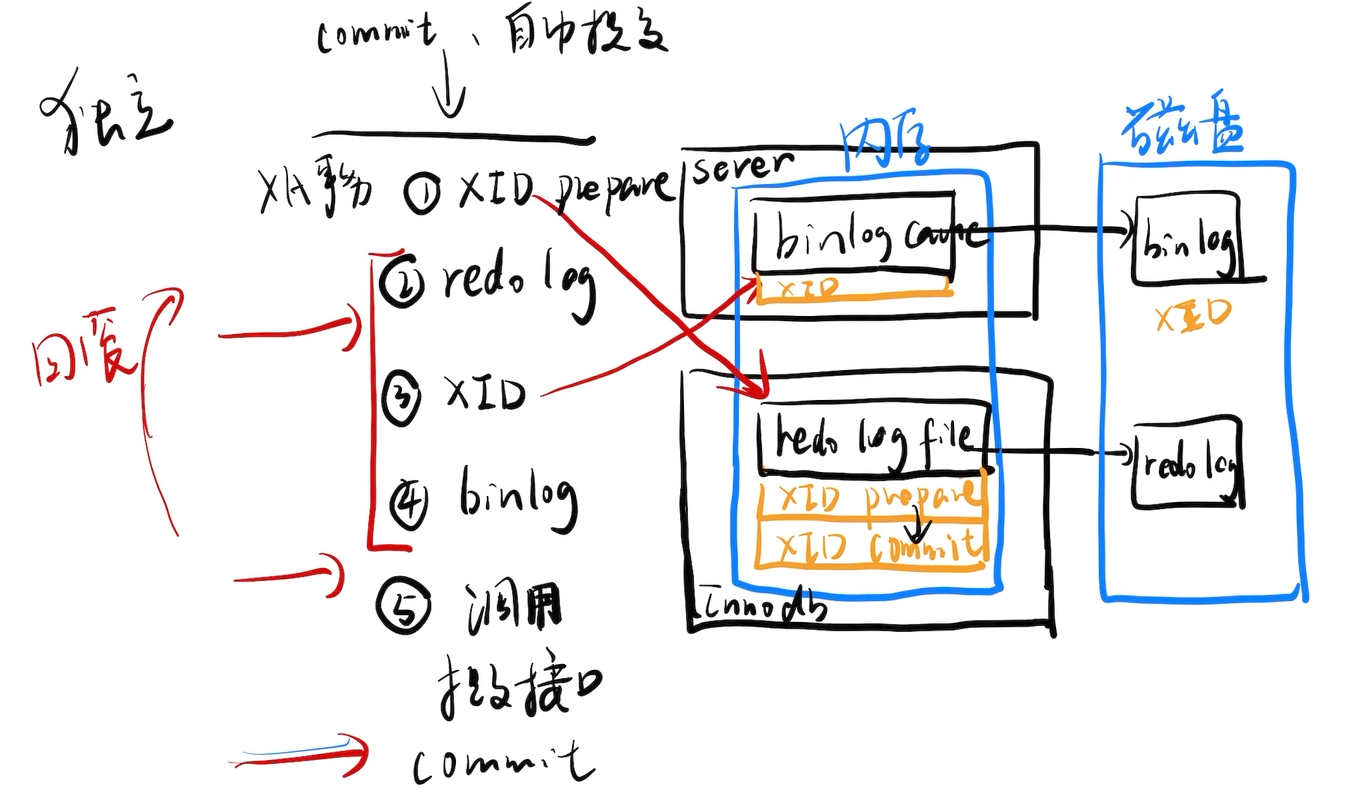 commit、自动提交
独立
XA事务 ① XID prepare
② redo log
③ XID
④ binlog
⑤ 调用
提交接口
commit
回滚
内存
server
binlog cache
XID
redo log file
XID prepare
XID commit
Innodb
磁盘
binlog
XID
redo log